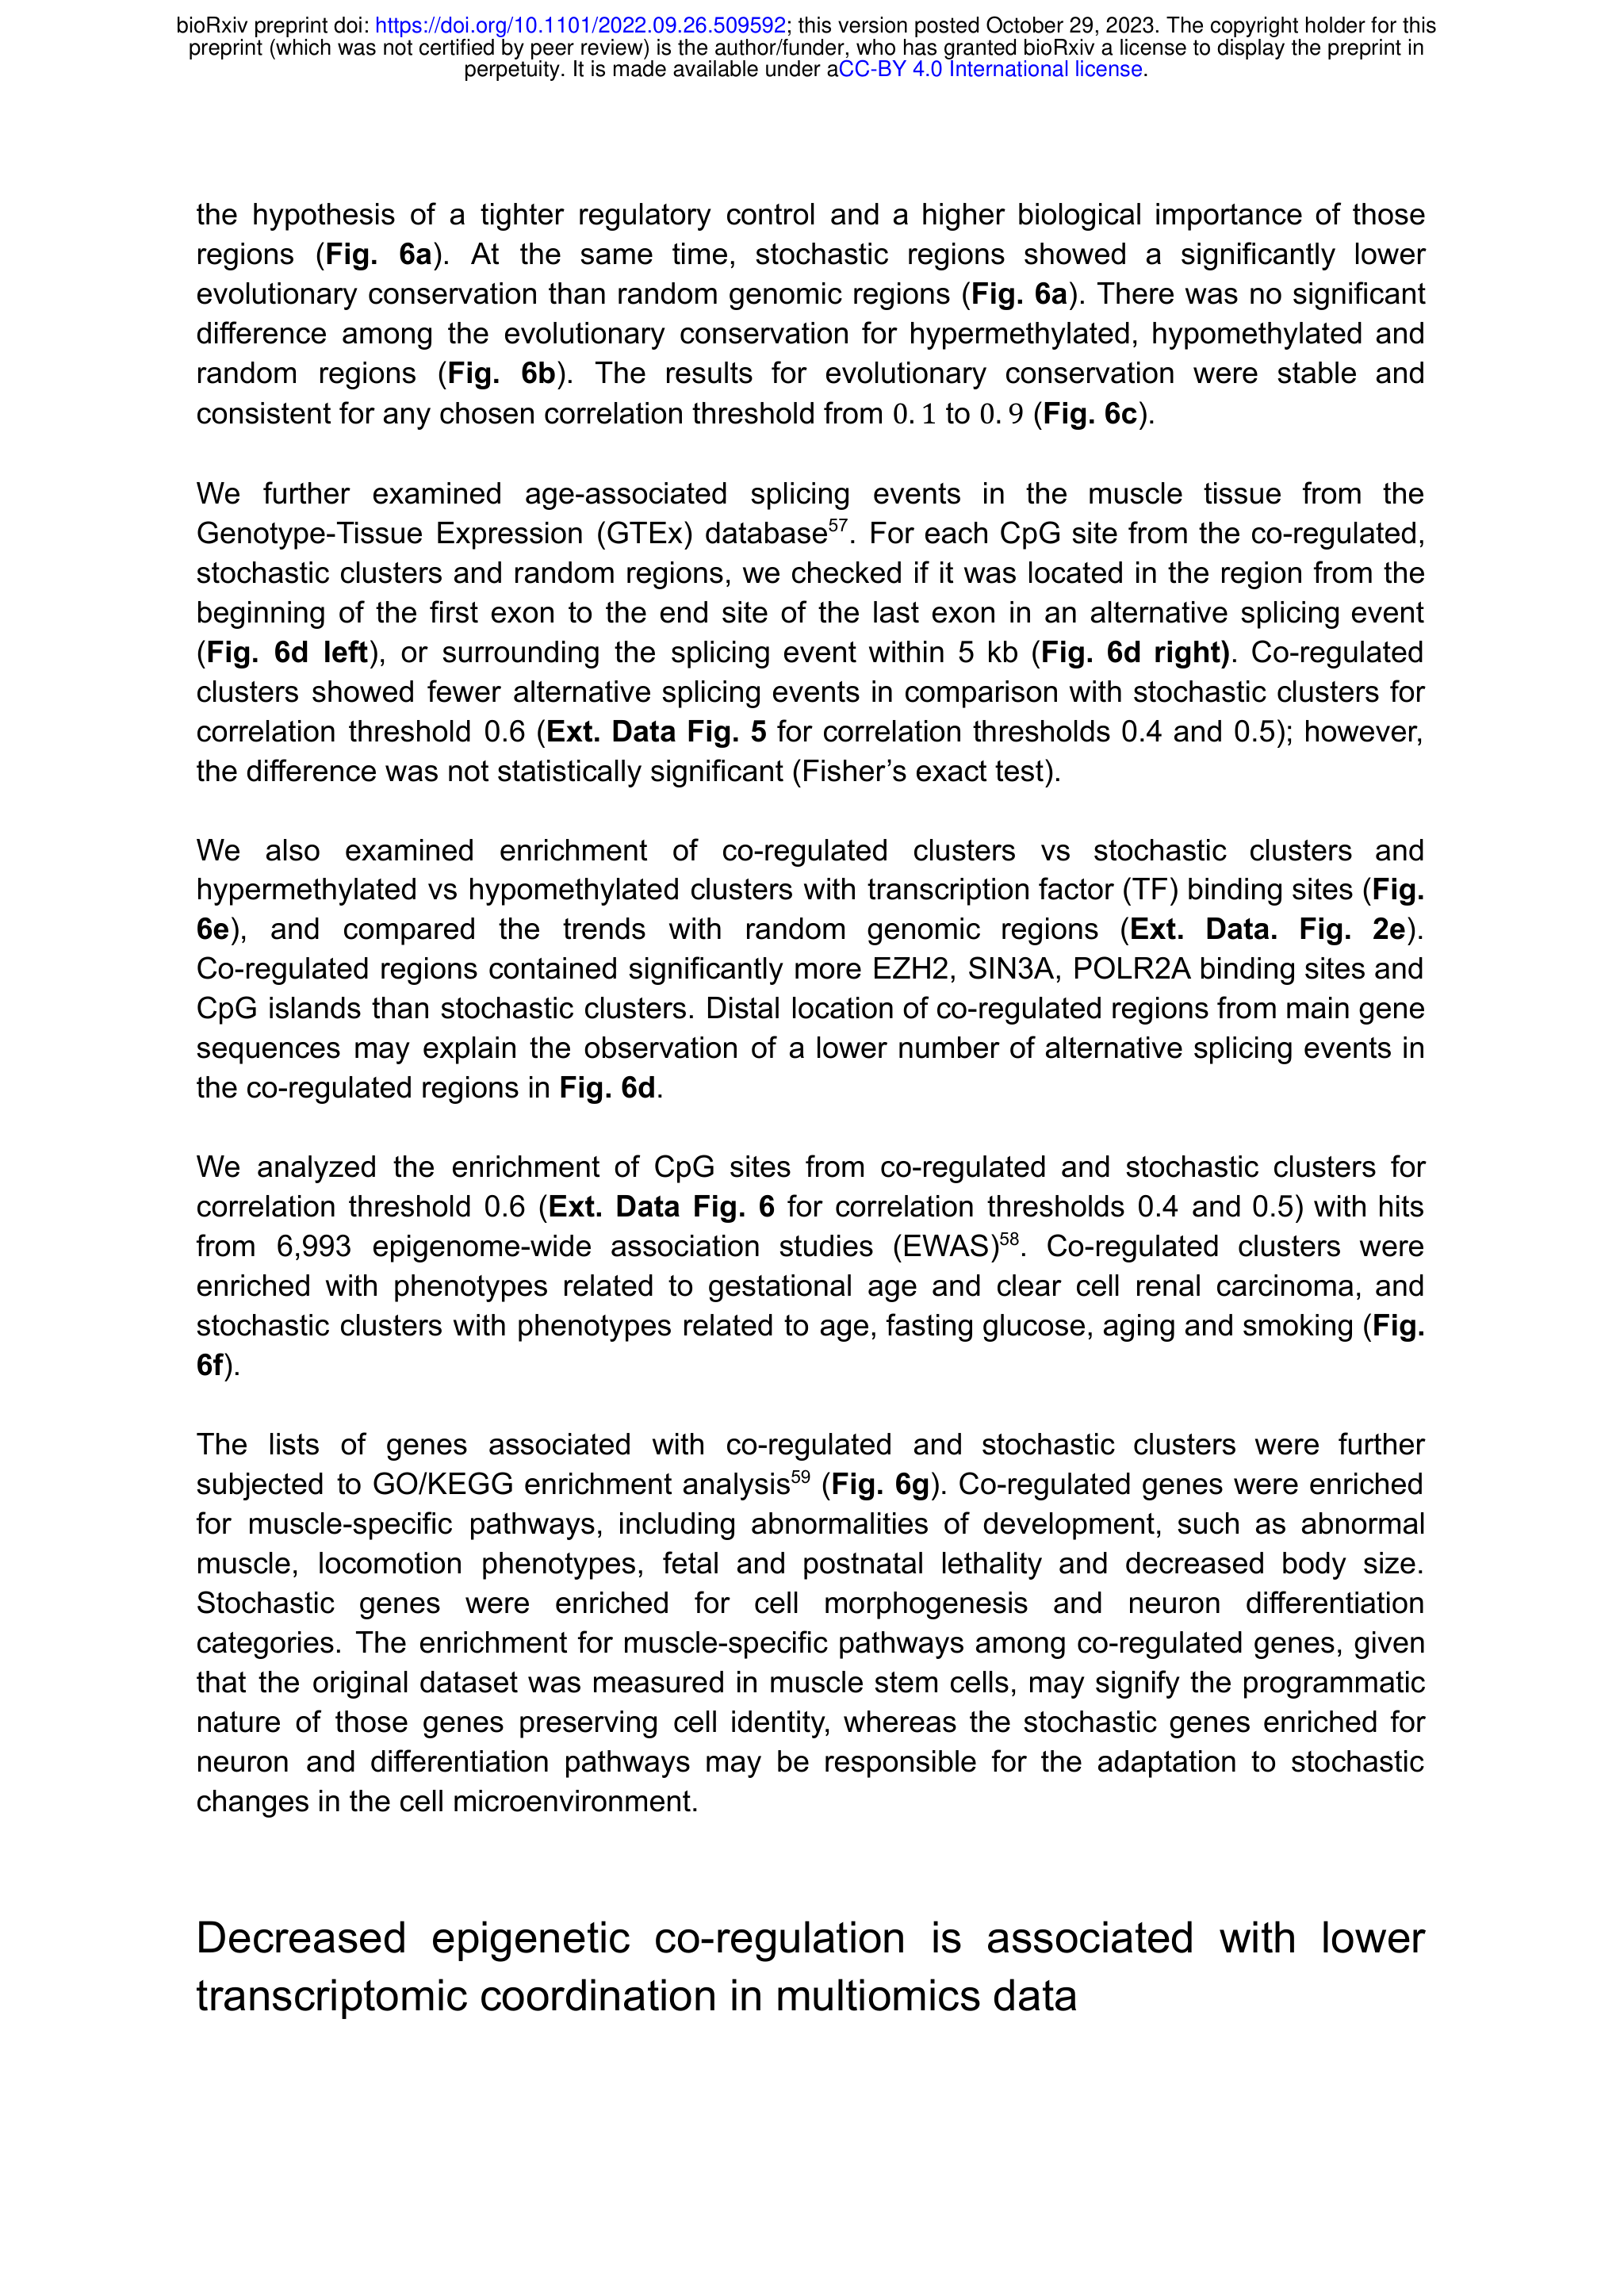 bioRxiv preprint doi: https://doi.org/10.1101/2022.09.26.509592; this version posted October 29, 2023. The copyright holder for this
preprint (which was not certified by peer review) is the author/funder, who has granted bioRxiv a license to display the preprint in
perpetuity. It is made available under aCC-BY 4.0 International license.
the hypothesis of a tighter regulatory control and a higher biological importance of those
regions (Fig. 6a). At the same time, stochastic regions showed a significantly lower
evolutionary conservation than random genomic regions (Fig. 6a). There was no significant
difference among the evolutionary conservation for hypermethylated, hypomethylated and
random regions (Fig. 6b). The results for evolutionary conservation were stable and
consistent for any chosen correlation threshold from 0. 1 to 0. 9 (Fig. 6c).
We further examined age-associated splicing events in the muscle tissue from the
Genotype-Tissue Expression (GTEx) database57. For each CpG site from the co-regulated,
stochastic clusters and random regions, we checked if it was located in the region from the
beginning of the first exon to the end site of the last exon in an alternative splicing event
(Fig. 6d left), or surrounding the splicing event within 5 kb (Fig. 6d right). Co-regulated
clusters showed fewer alternative splicing events in comparison with stochastic clusters for
correlation threshold 0.6 (Ext. Data Fig. 5 for correlation thresholds 0.4 and 0.5); however,
the difference was not statistically significant (Fisher’s exact test).
We also examined enrichment of co-regulated clusters vs stochastic clusters and
hypermethylated vs hypomethylated clusters with transcription factor (TF) binding sites (Fig.
6e), and compared the trends with random genomic regions (Ext. Data. Fig. 2e).
Co-regulated regions contained significantly more EZH2, SIN3A, POLR2A binding sites and
CpG islands than stochastic clusters. Distal location of co-regulated regions from main gene
sequences may explain the observation of a lower number of alternative splicing events in
the co-regulated regions in Fig. 6d.
We analyzed the enrichment of CpG sites from co-regulated and stochastic clusters for
correlation threshold 0.6 (Ext. Data Fig. 6 for correlation thresholds 0.4 and 0.5) with hits
from 6,993 epigenome-wide association studies (EWAS)58. Co-regulated clusters were
enriched with phenotypes related to gestational age and clear cell renal carcinoma, and
stochastic clusters with phenotypes related to age, fasting glucose, aging and smoking (Fig.
6f).
The lists of genes associated with co-regulated and stochastic clusters were further
subjected to GO/KEGG enrichment analysis59 (Fig. 6g). Co-regulated genes were enriched
for muscle-specific pathways, including abnormalities of development, such as abnormal
muscle, locomotion phenotypes, fetal and postnatal lethality and decreased body size.
Stochastic genes were enriched for cell morphogenesis and neuron differentiation
categories. The enrichment for muscle-specific pathways among co-regulated genes, given
that the original dataset was measured in muscle stem cells, may signify the programmatic
nature of those genes preserving cell identity, whereas the stochastic genes enriched for
neuron and differentiation pathways may be responsible for the adaptation to stochastic
changes in the cell microenvironment.
Decreased epigenetic co-regulation is associated with lower
transcriptomic coordination in multiomics data